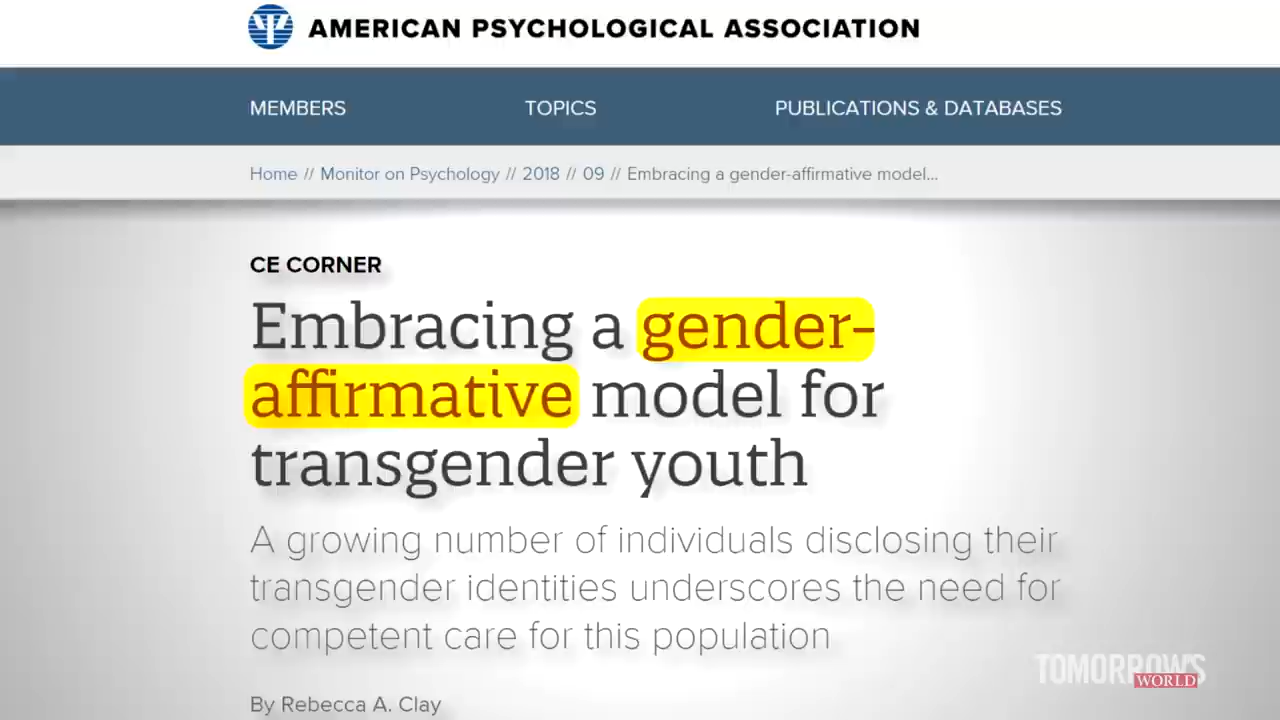 AMERICAN PSYCHOLOGICAL ASSOCIATION
MEMBERS TOPICS PUBLICATIONS & DATABASES
Home // Monitor on Psychology // 2018 // 09 // Embracing a gender-affirmative model...
CE CORNER
Embracing a gender-
affirmative model for
transgender youth
A growing number of individuals disclosing their
transgender identities underscores the need for
competent care for this population
By Rebecca A. Clay
TOMORROW'S
WORLD